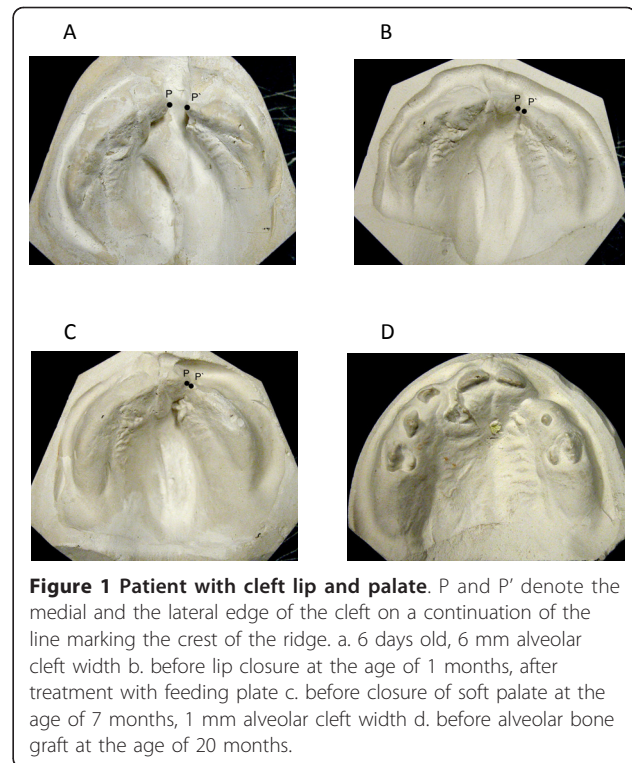 A
B
P P'
P P'
C
D
P P'
Figure 1 Patient with cleft lip and palate. P and P' denote the
medial and the lateral edge of the cleft on a continuation of the
line marking the crest of the ridge. a. 6 days old, 6 mm alveolar
cleft width b. before lip closure at the age of 1 months, after
treatment with feeding plate c. before closure of soft palate at the
age of 7 months, 1 mm alveolar cleft width d. before alveolar bone
graft at the age of 20 months.